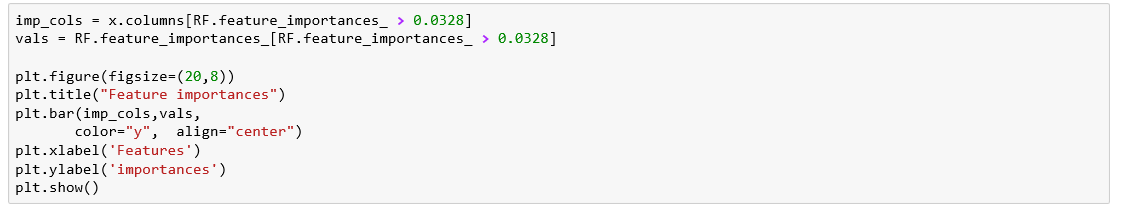 imp_cols = x.columns[RF.feature_importances_ > 0.0328]
vals = RF.feature_importances_[RF.feature_importances_ > 0.0328]

plt.figure(figsize=(20,8))
plt.title("Feature importances")
plt.bar(imp_cols,vals,
       color="y",  align="center")
plt.xlabel('Features')
plt.ylabel('importances')
plt.show()